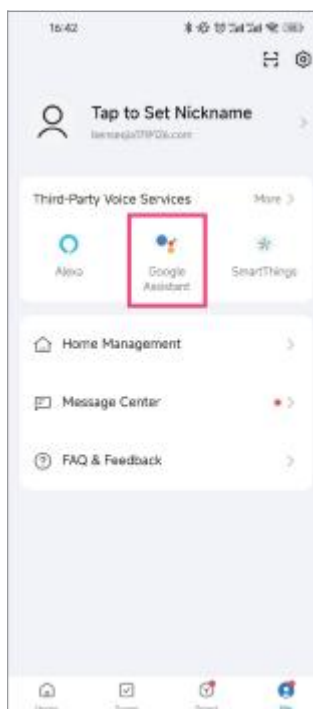 16:42
Tap to Set Nickname
Third-Party Voice Services
More
Alexa
Google
Assistant
SmartThings
Home Management
Message Center
FAQ & Feedback